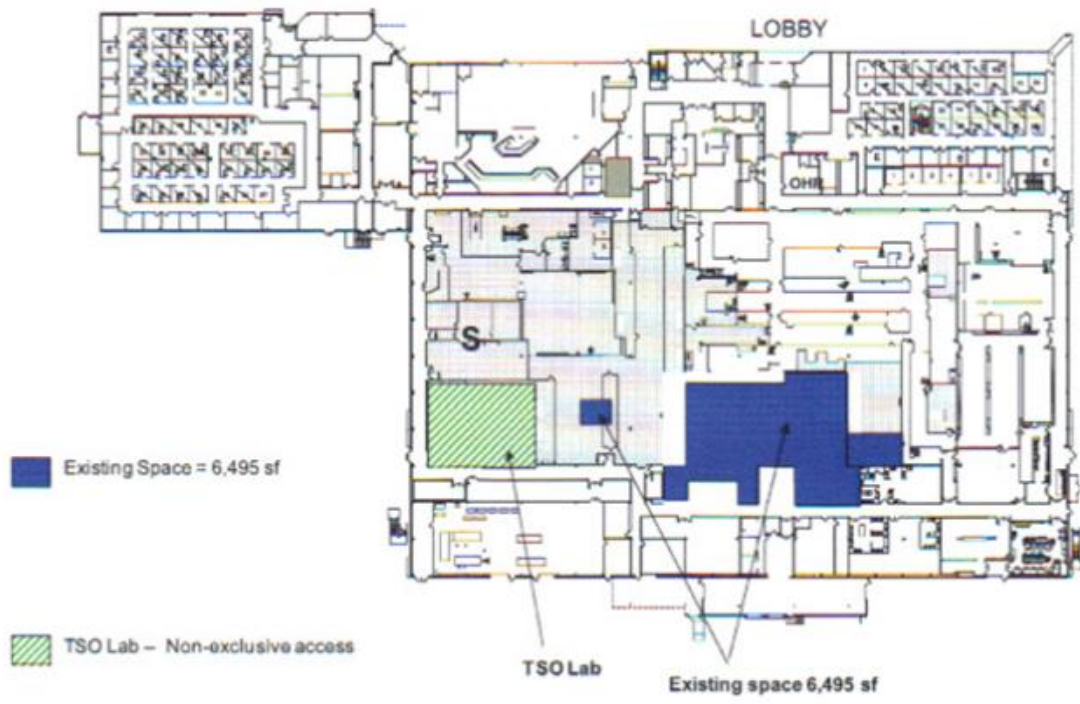 LOBBY
OHR
S
Existing Space = 6,495 sf
TSO Lab – Non-exclusive access
TSO Lab
Existing space 6,495 sf